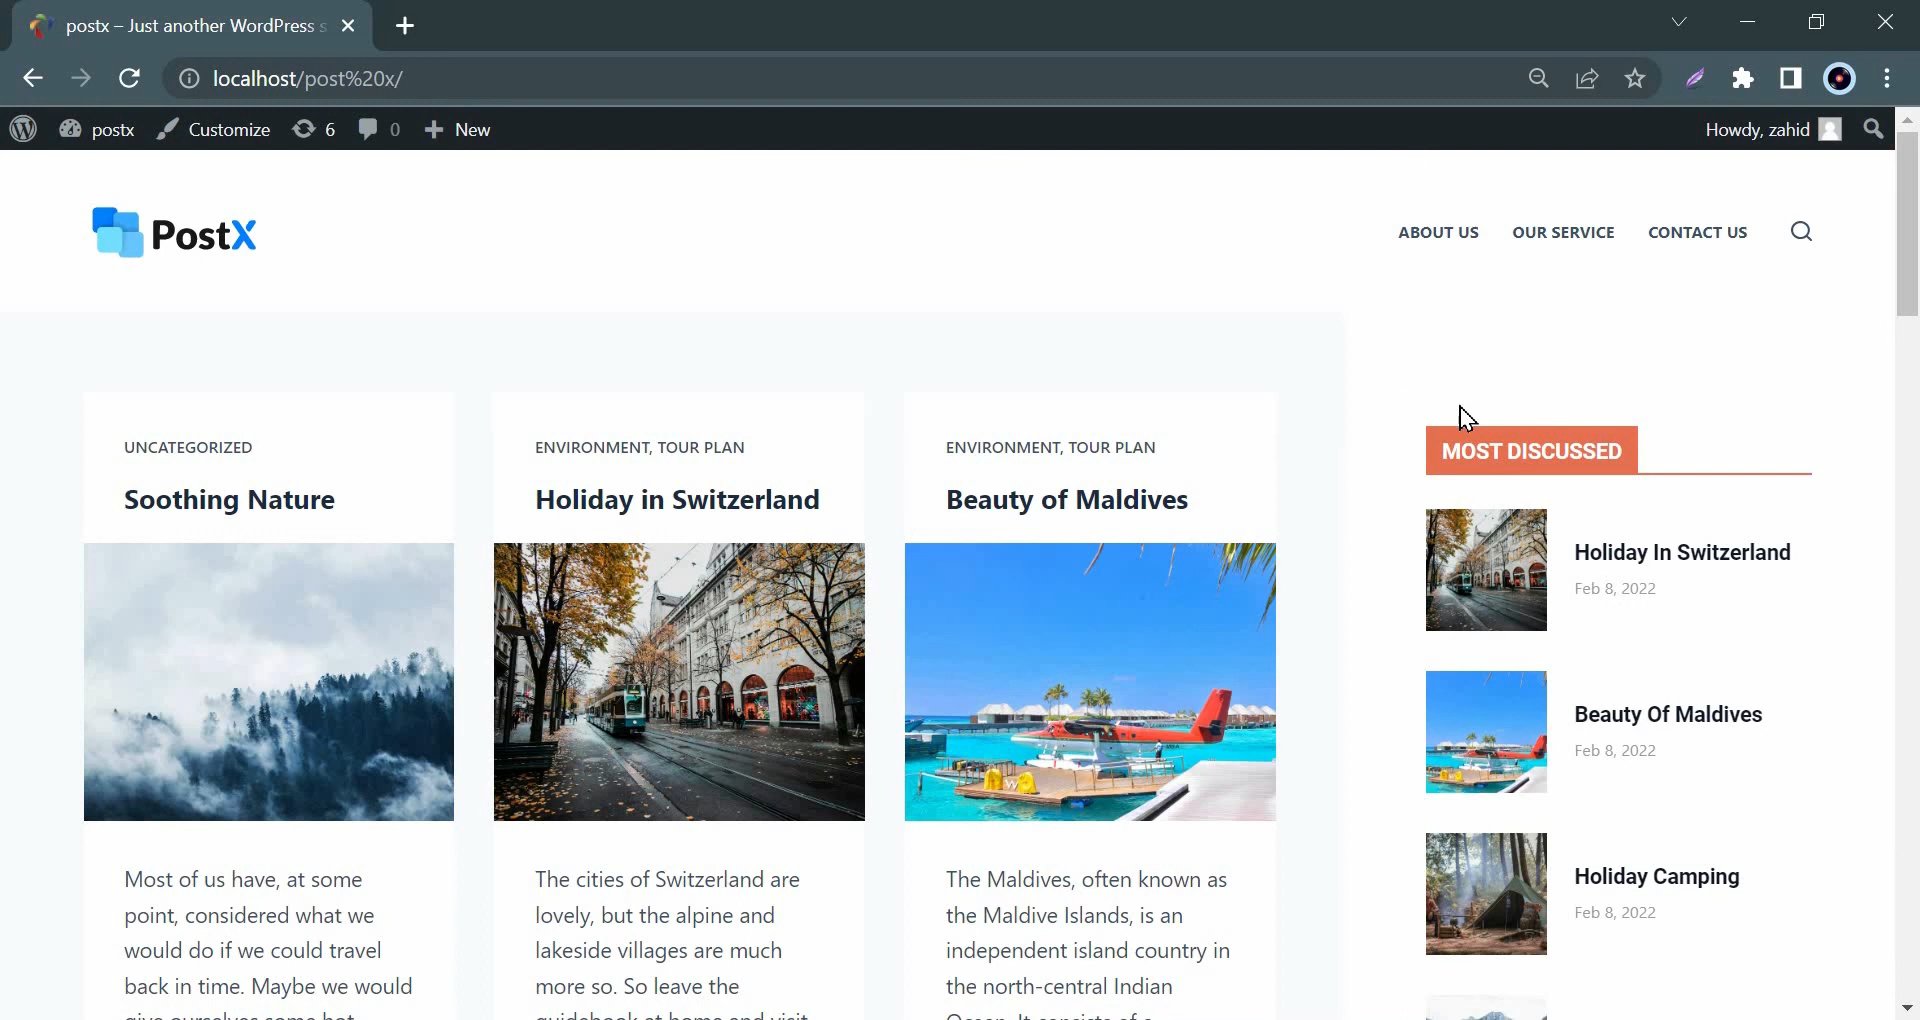 postx – Just another WordPress s
localhost/post%20x/
postx Customize 6 0 New Howdy, zahid
PostX
ABOUT US OUR SERVICE CONTACT US
MOST DISCUSSED
UNCATEGORIZED
Soothing Nature
Most of us have, at some
point, considered what we
would do if we could travel
back in time. Maybe we would
give ourselves some hot
ENVIRONMENT, TOUR PLAN
Holiday in Switzerland
The cities of Switzerland are
lovely, but the alpine and
lakeside villages are much
more so. So leave the
guidebook at home and visit
ENVIRONMENT, TOUR PLAN
Beauty of Maldives
The Maldives, often known as
the Maldive Islands, is an
independent island country in
the north-central Indian
Ocean. It consists of a
Holiday In Switzerland
Feb 8, 2022
Beauty Of Maldives
Feb 8, 2022
Holiday Camping
Feb 8, 2022